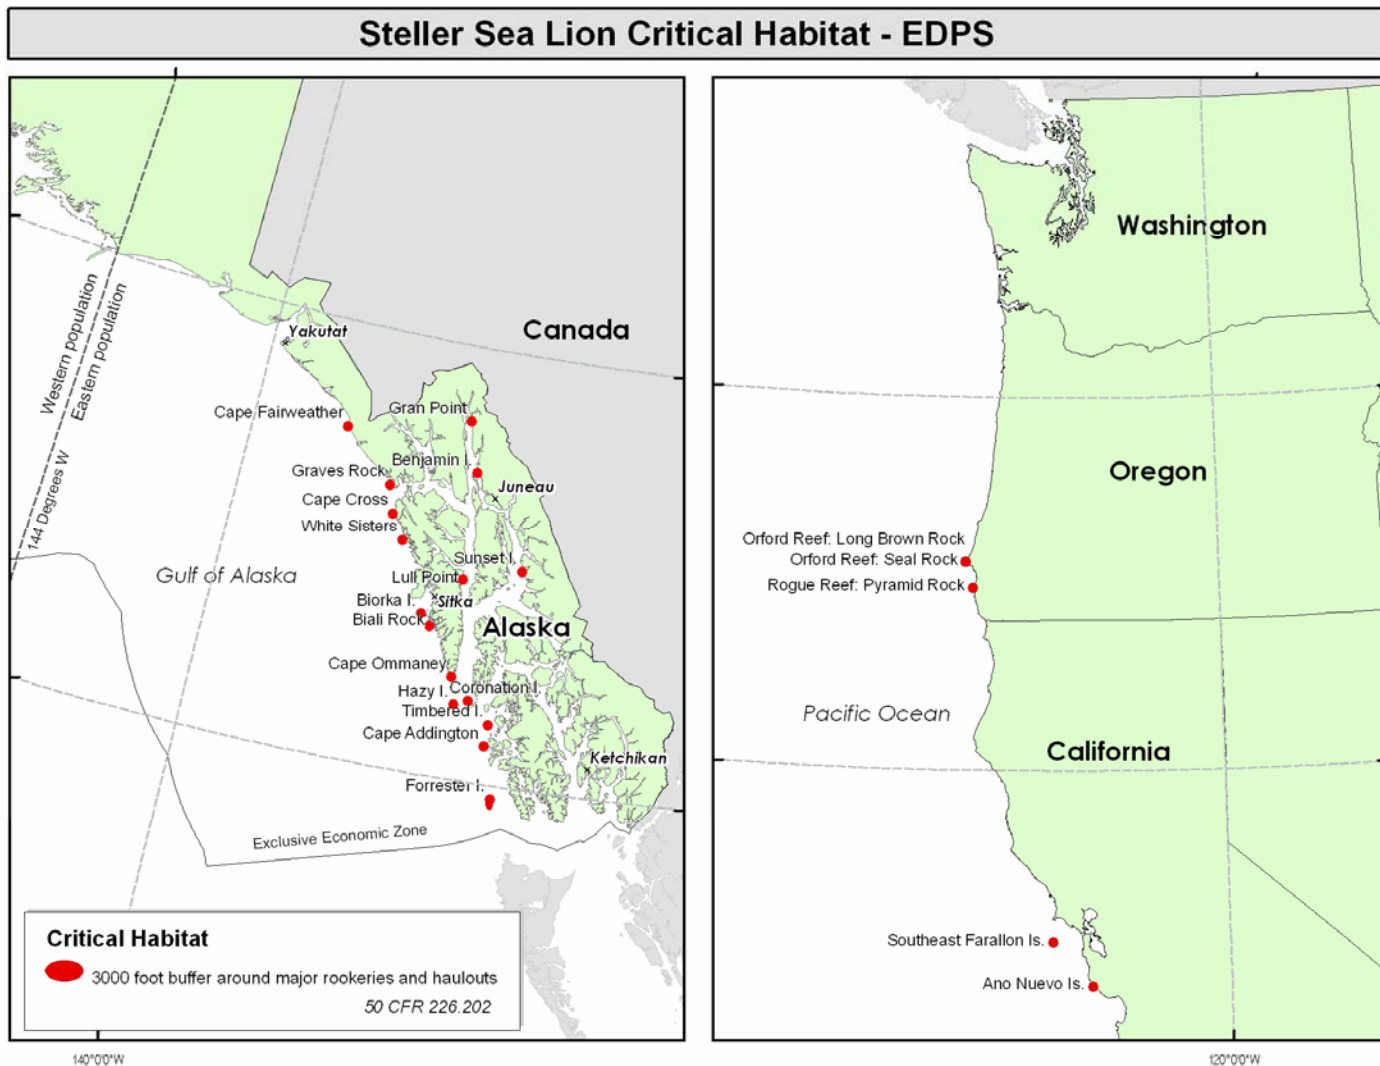 Steller Sea Lion Critical Habitat - EDPS
Western population
Eastern population
144 Degrees W
Canada
Yakutat
Cape Fairweather
Gran Point
Benjamin I.
Graves Rock
Juneau
Cape Cross
White Sisters
Sunset I.
Gulf of Alaska
Lull Point
Biorka I.
Sitka
Biali Rock
Alaska
Cape Ommaney
Hazy I.
Coronation I.
Timbered I.
Cape Addington
Ketchikan
Forrester I.
Exclusive Economic Zone
Critical Habitat
3000 foot buffer around major rookeries and haulouts
50 CFR 226.202
140°0'0"W
Washington
Oregon
Orford Reef: Long Brown Rock
Orford Reef: Seal Rock
Rogue Reef: Pyramid Rock
Pacific Ocean
California
Southeast Farallon Is.
Ano Nuevo Is.
120°0'0"W